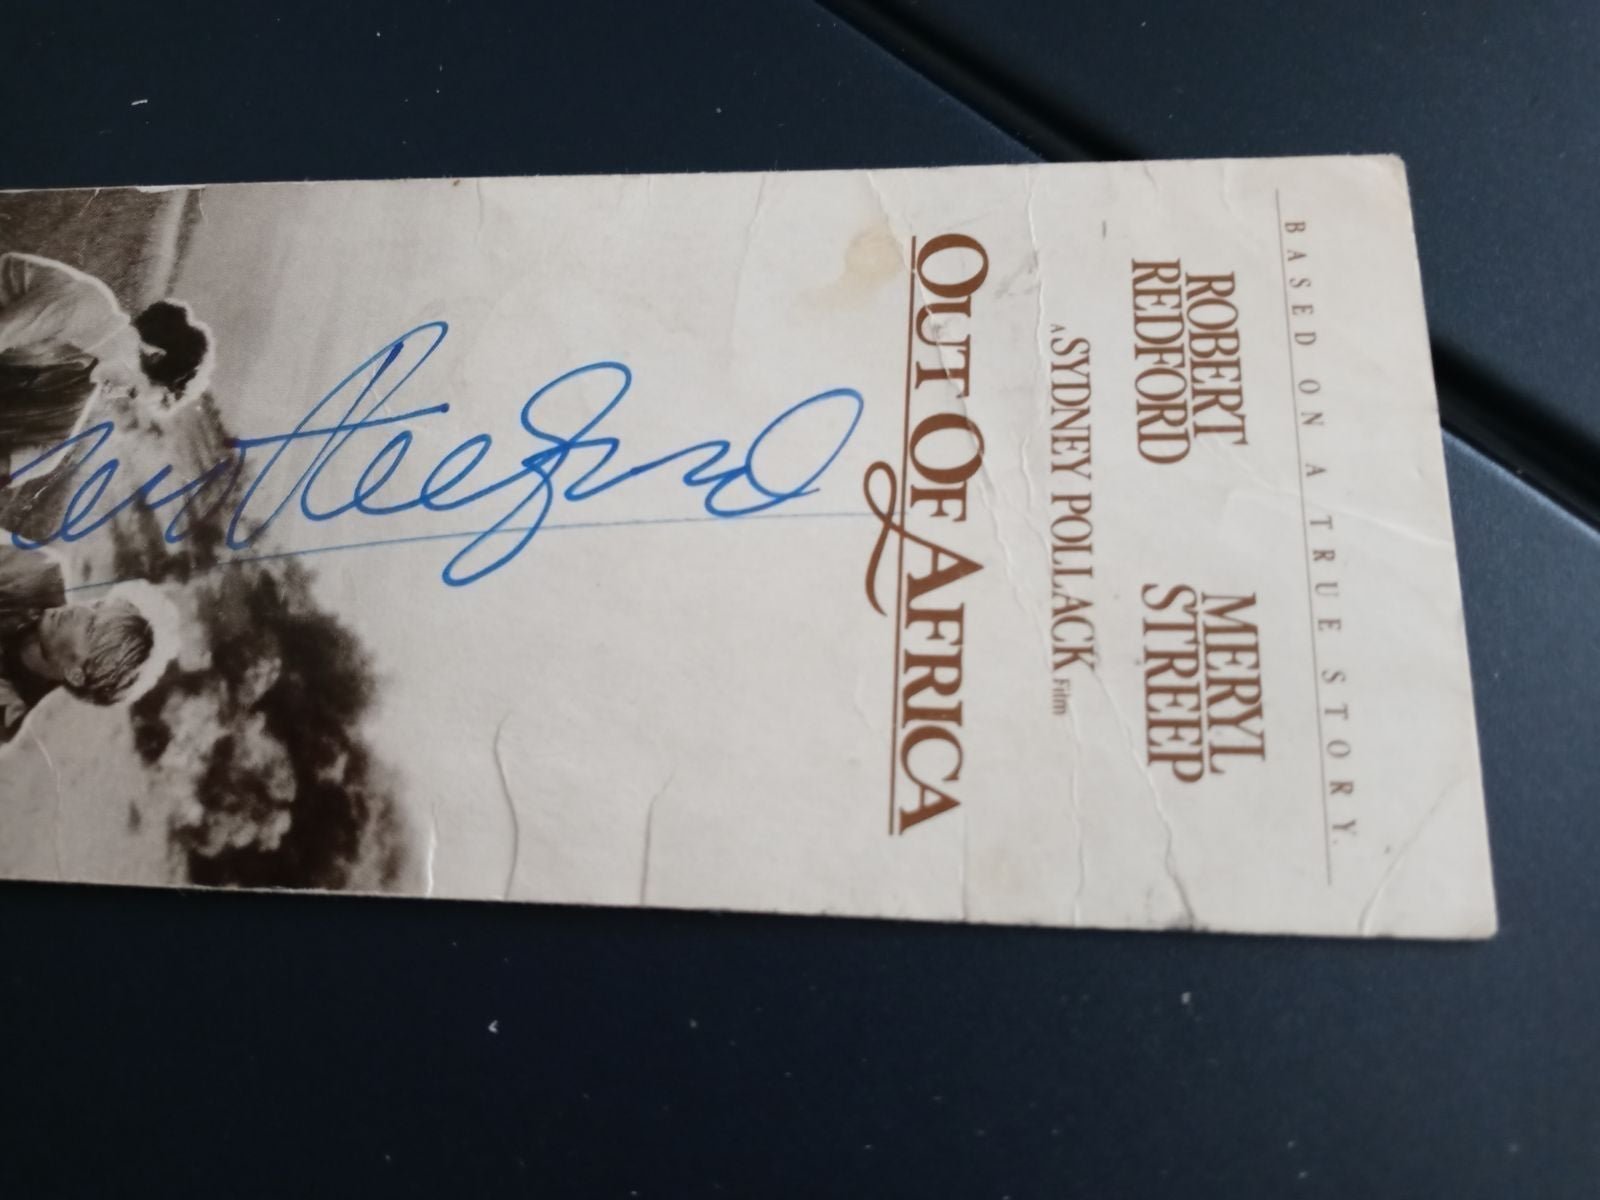 BASED ON A TRUE STORY.
ROBERT REDFORD
MERYL STREEP
A SYDNEY POLLACK Film
OUT OF AFRICA